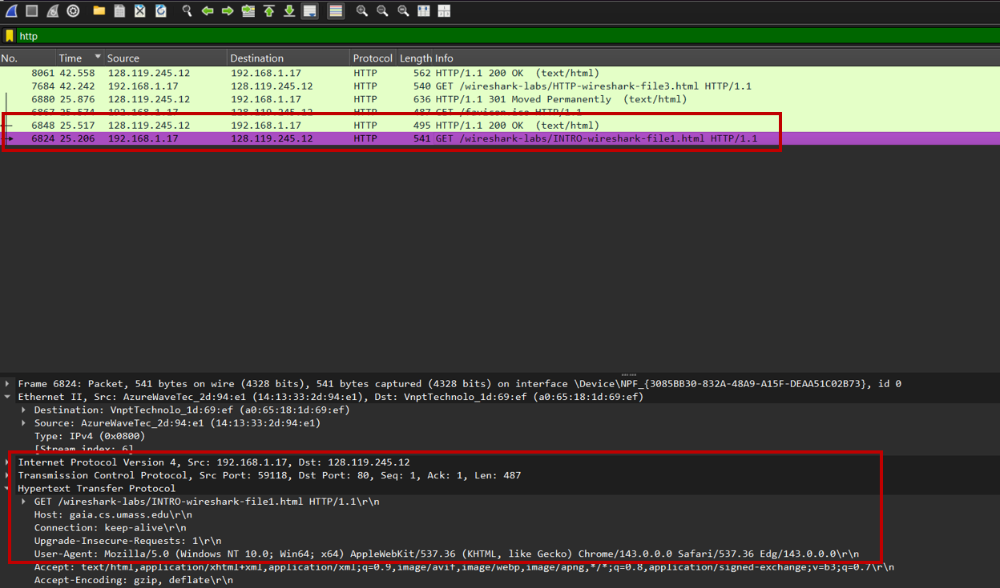 http
No. Time Source Destination Protocol Length Info
8061 42.558 128.119.245.12 192.168.1.17 HTTP 562 HTTP/1.1 200 OK (text/html)
7684 42.242 192.168.1.17 128.119.245.12 HTTP 540 GET /wireshark-labs/HTTP-wireshark-file3.html HTTP/1.1
6880 25.876 128.119.245.12 192.168.1.17 HTTP 636 HTTP/1.1 301 Moved Permanently (text/html)
6867 25.574 192.168.1.17 128.119.245.12 HTTP 487 GET /favicon.ico HTTP/1.1
6848 25.517 128.119.245.12 192.168.1.17 HTTP 495 HTTP/1.1 200 OK (text/html)
6824 25.206 192.168.1.17 128.119.245.12 HTTP 541 GET /wireshark-labs/INTRO-wireshark-file1.html HTTP/1.1
Frame 6824: Packet, 541 bytes on wire (4328 bits), 541 bytes captured (4328 bits) on interface \Device\NPF_{3085BB30-832A-48A9-A15F-DEAA51C02B73}, id 0
Ethernet II, Src: AzureWaveTec_2d:94:e1 (14:13:33:2d:94:e1), Dst: VnptTechnolo_1d:69:ef (a0:65:18:1d:69:ef)
Destination: VnptTechnolo_1d:69:ef (a0:65:18:1d:69:ef)
Source: AzureWaveTec_2d:94:e1 (14:13:33:2d:94:e1)
Type: IPv4 (0x0800)
[Stream index: 6]
Internet Protocol Version 4, Src: 192.168.1.17, Dst: 128.119.245.12
Transmission Control Protocol, Src Port: 59118, Dst Port: 80, Seq: 1, Ack: 1, Len: 487
Hypertext Transfer Protocol
GET /wireshark-labs/INTRO-wireshark-file1.html HTTP/1.1\r\n
Host: gaia.cs.umass.edu\r\n
Connection: keep-alive\r\n
Upgrade-Insecure-Requests: 1\r\n
User-Agent: Mozilla/5.0 (Windows NT 10.0; Win64; x64) AppleWebKit/537.36 (KHTML, like Gecko) Chrome/143.0.0.0 Safari/537.36 Edg/143.0.0.0\r\n
Accept: text/html,application/xhtml+xml,application/xml;q=0.9,image/avif,image/webp,image/apng,*/*;q=0.8,application/signed-exchange;v=b3;q=0.7\r\n
Accept-Encoding: gzip, deflate\r\n